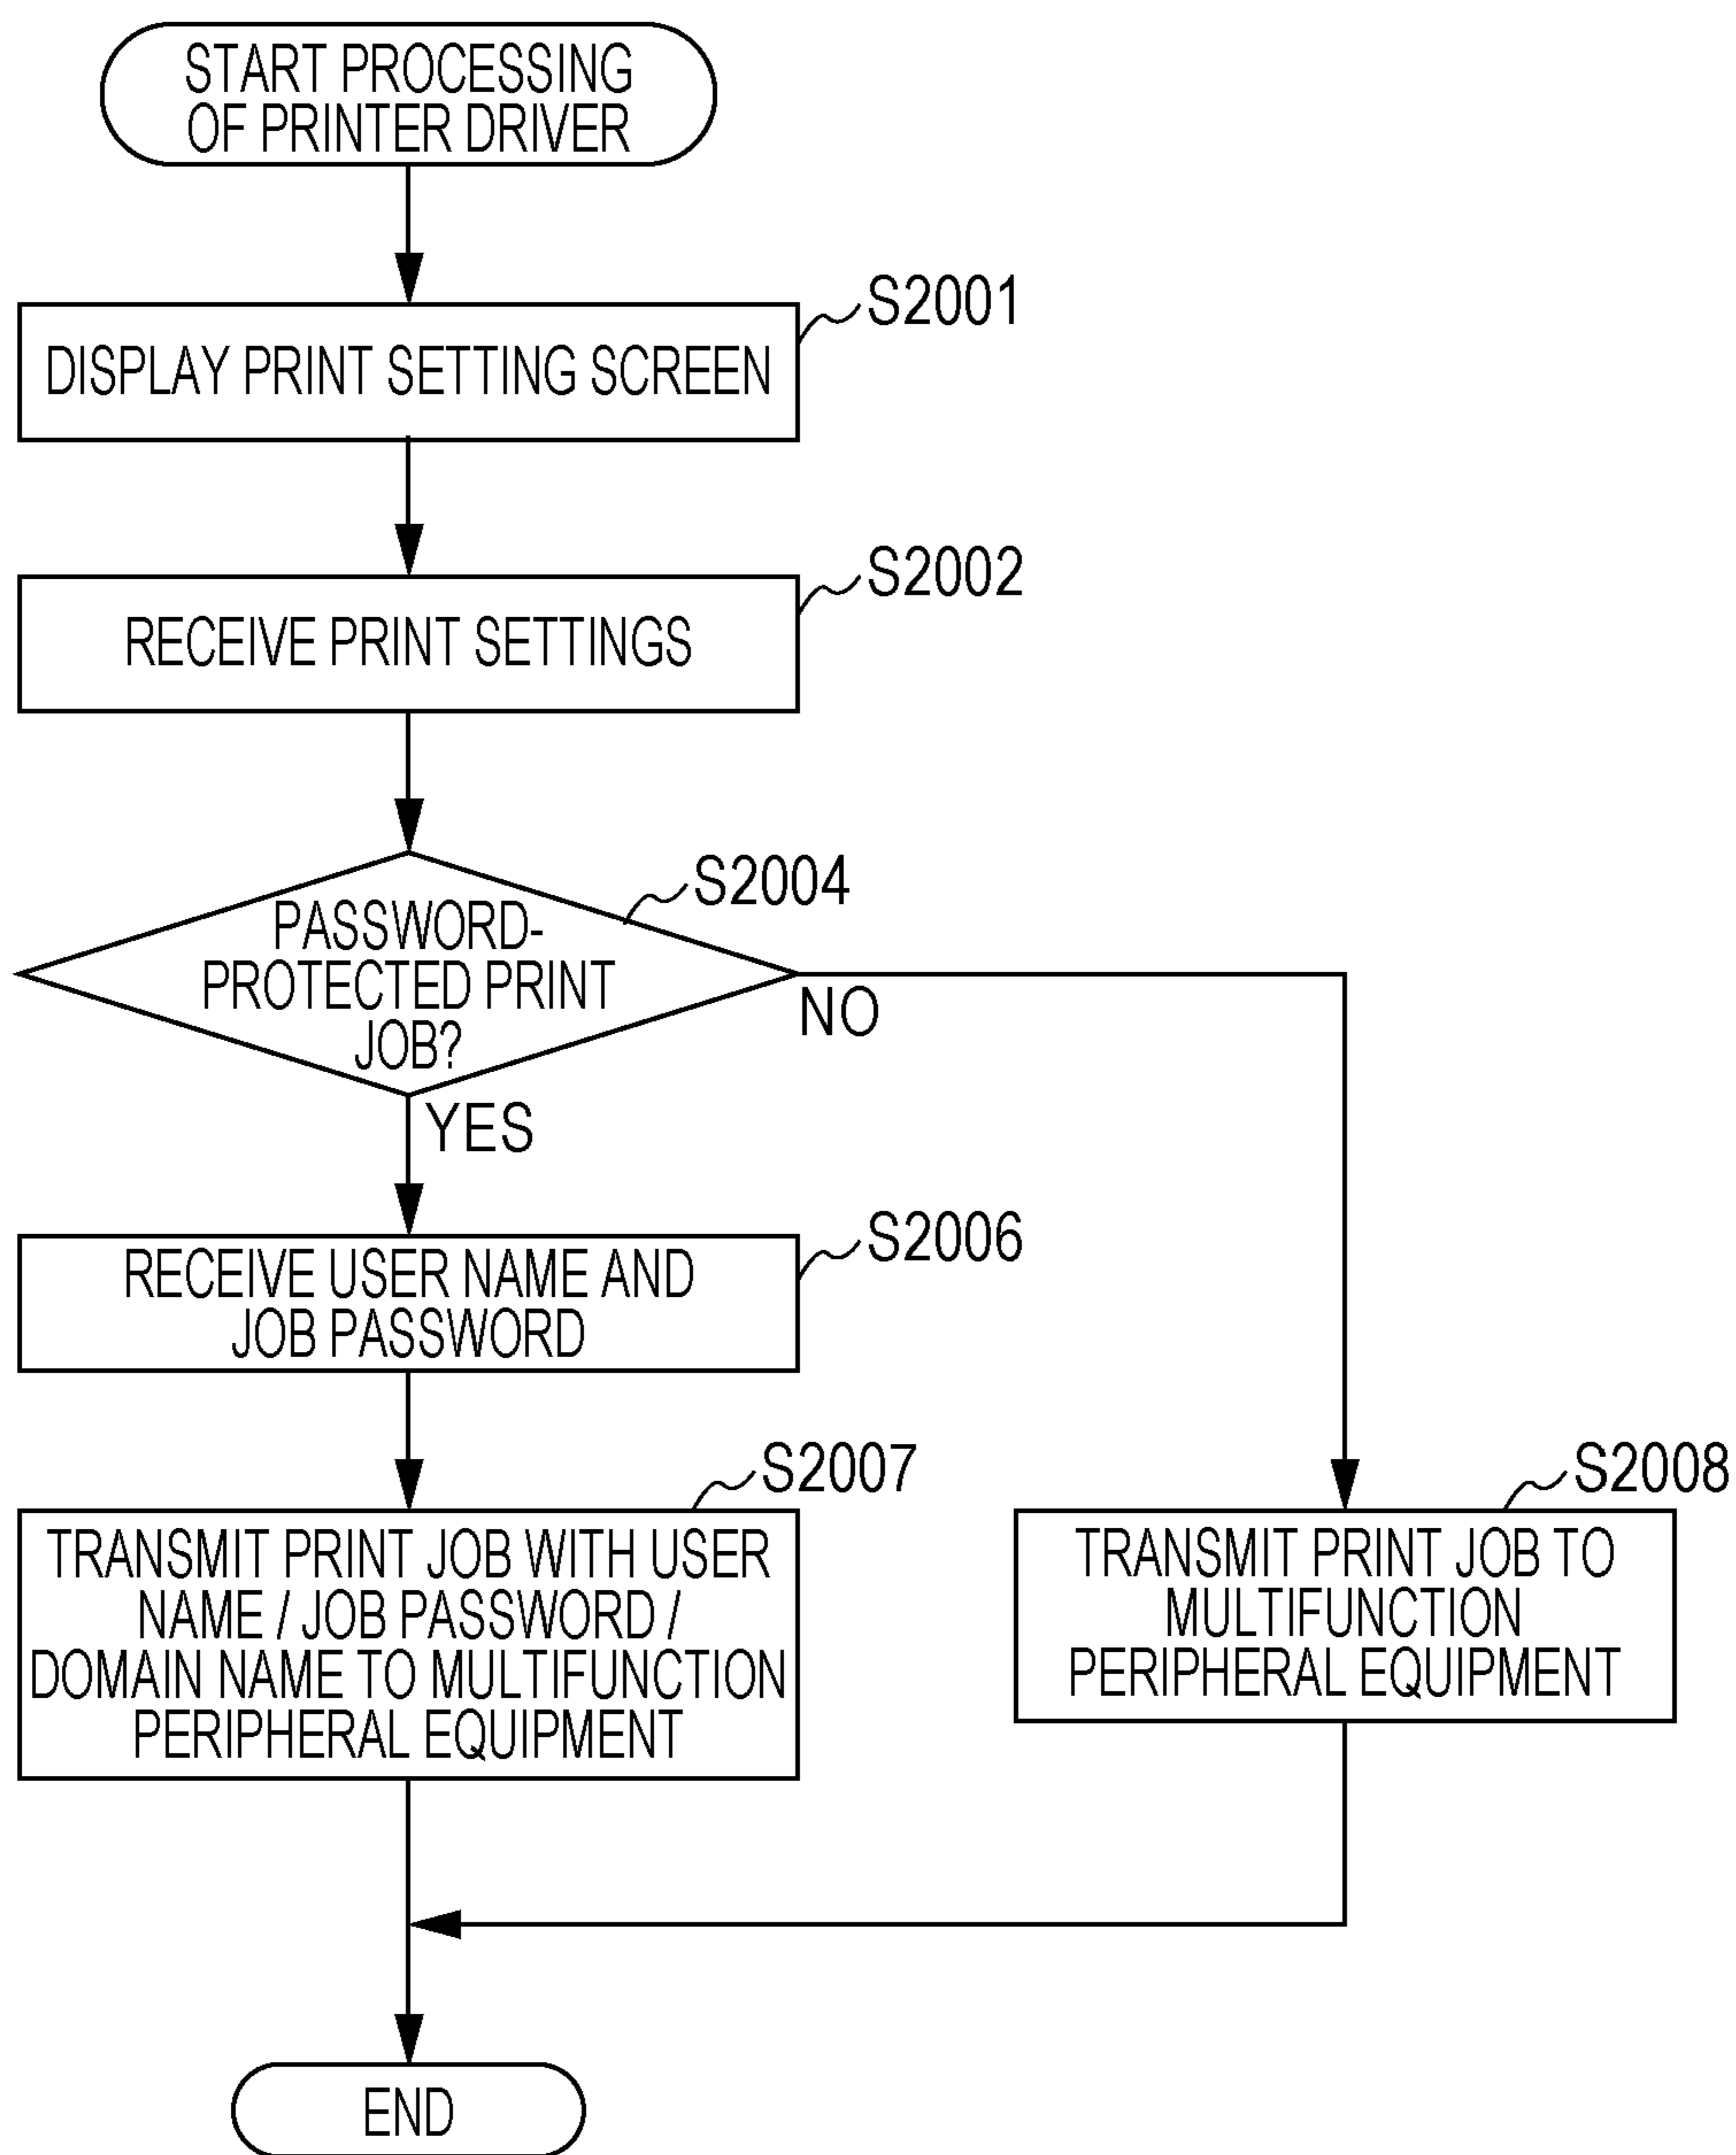 START PROCESSING
OF PRINTER DRIVER
S2001
DISPLAY PRINT SETTING SCREEN
S2002
RECEIVE PRINT SETTINGS
S2004
PASSWORD-
PROTECTED PRINT
JOB?
NO
YES
S2006
RECEIVE USER NAME AND
JOB PASSWORD
S2007
TRANSMIT PRINT JOB WITH USER
NAME / JOB PASSWORD /
DOMAIN NAME TO MULTIFUNCTION
PERIPHERAL EQUIPMENT
S2008
TRANSMIT PRINT JOB TO
MULTIFUNCTION
PERIPHERAL EQUIPMENT
END